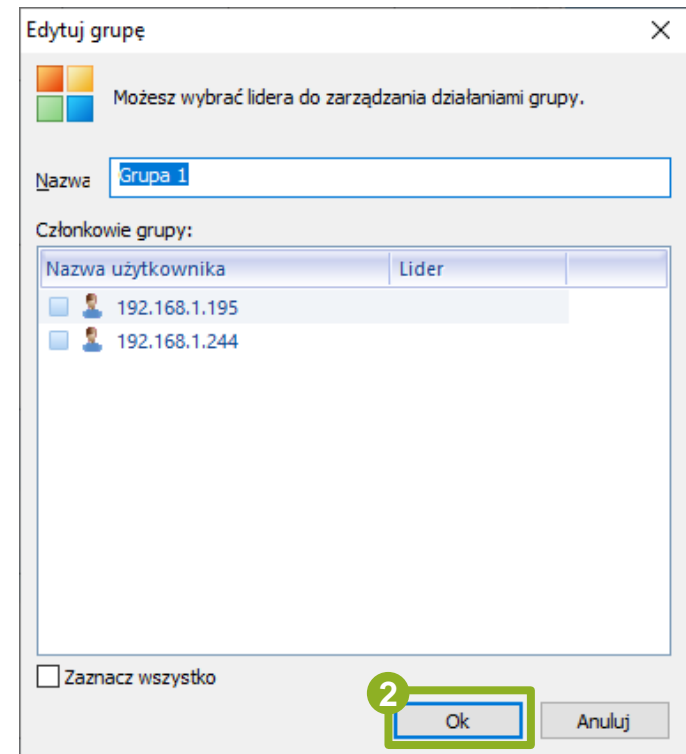 Edytuj grupę
Możesz wybrać lidera do zarządzania działaniami grupy.
Nazwa Grupa 1
Członkowie grupy:
Nazwa użytkownika Lider
192.168.1.195
192.168.1.244
Zaznacz wszystko
2
Ok Anuluj